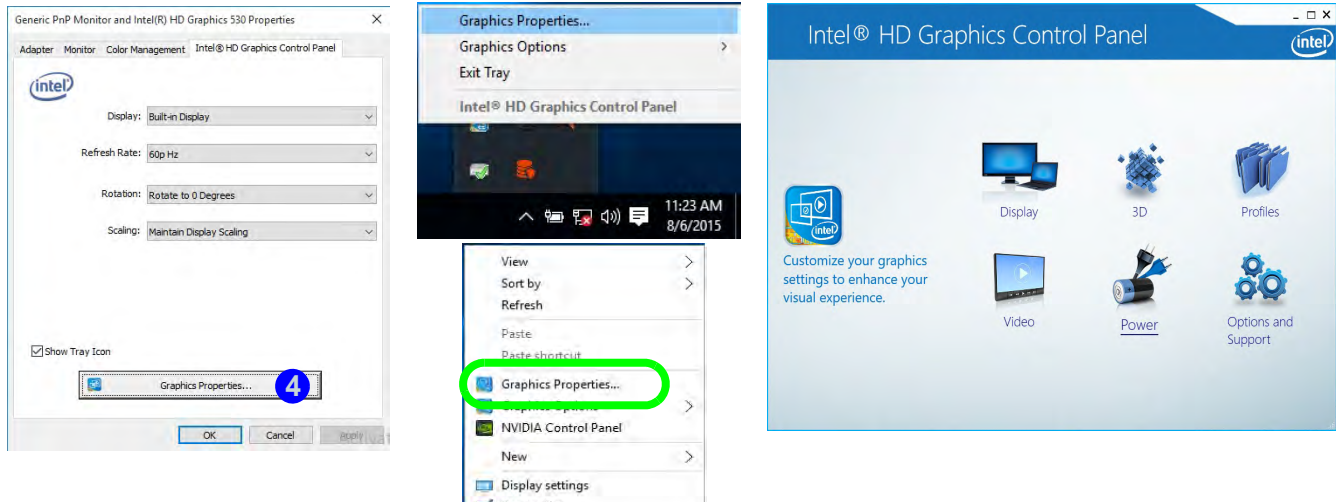 Generic PnP Monitor and Intel(R) HD Graphics 530 Properties
Adapter Monitor Color Management Intel® HD Graphics Control Panel
intel
Display: Built-in Display
Refresh Rate: 60p Hz
Rotation: Rotate to 0 Degrees
Scaling: Maintain Display Scaling
Show Tray Icon
Graphics Properties... 4
OK Cancel Apply
Graphics Properties...
Graphics Options
Exit Tray
Intel® HD Graphics Control Panel
11:23 AM
8/6/2015
View
Sort by
Refresh
Paste
Paste shortcut
Graphics Properties...
Graphics Options
NVIDIA Control Panel
New
Display settings
Intel® HD Graphics Control Panel
intel
intel
Customize your graphics
settings to enhance your
visual experience.
Display 3D Profiles
Video Power Options and
Support